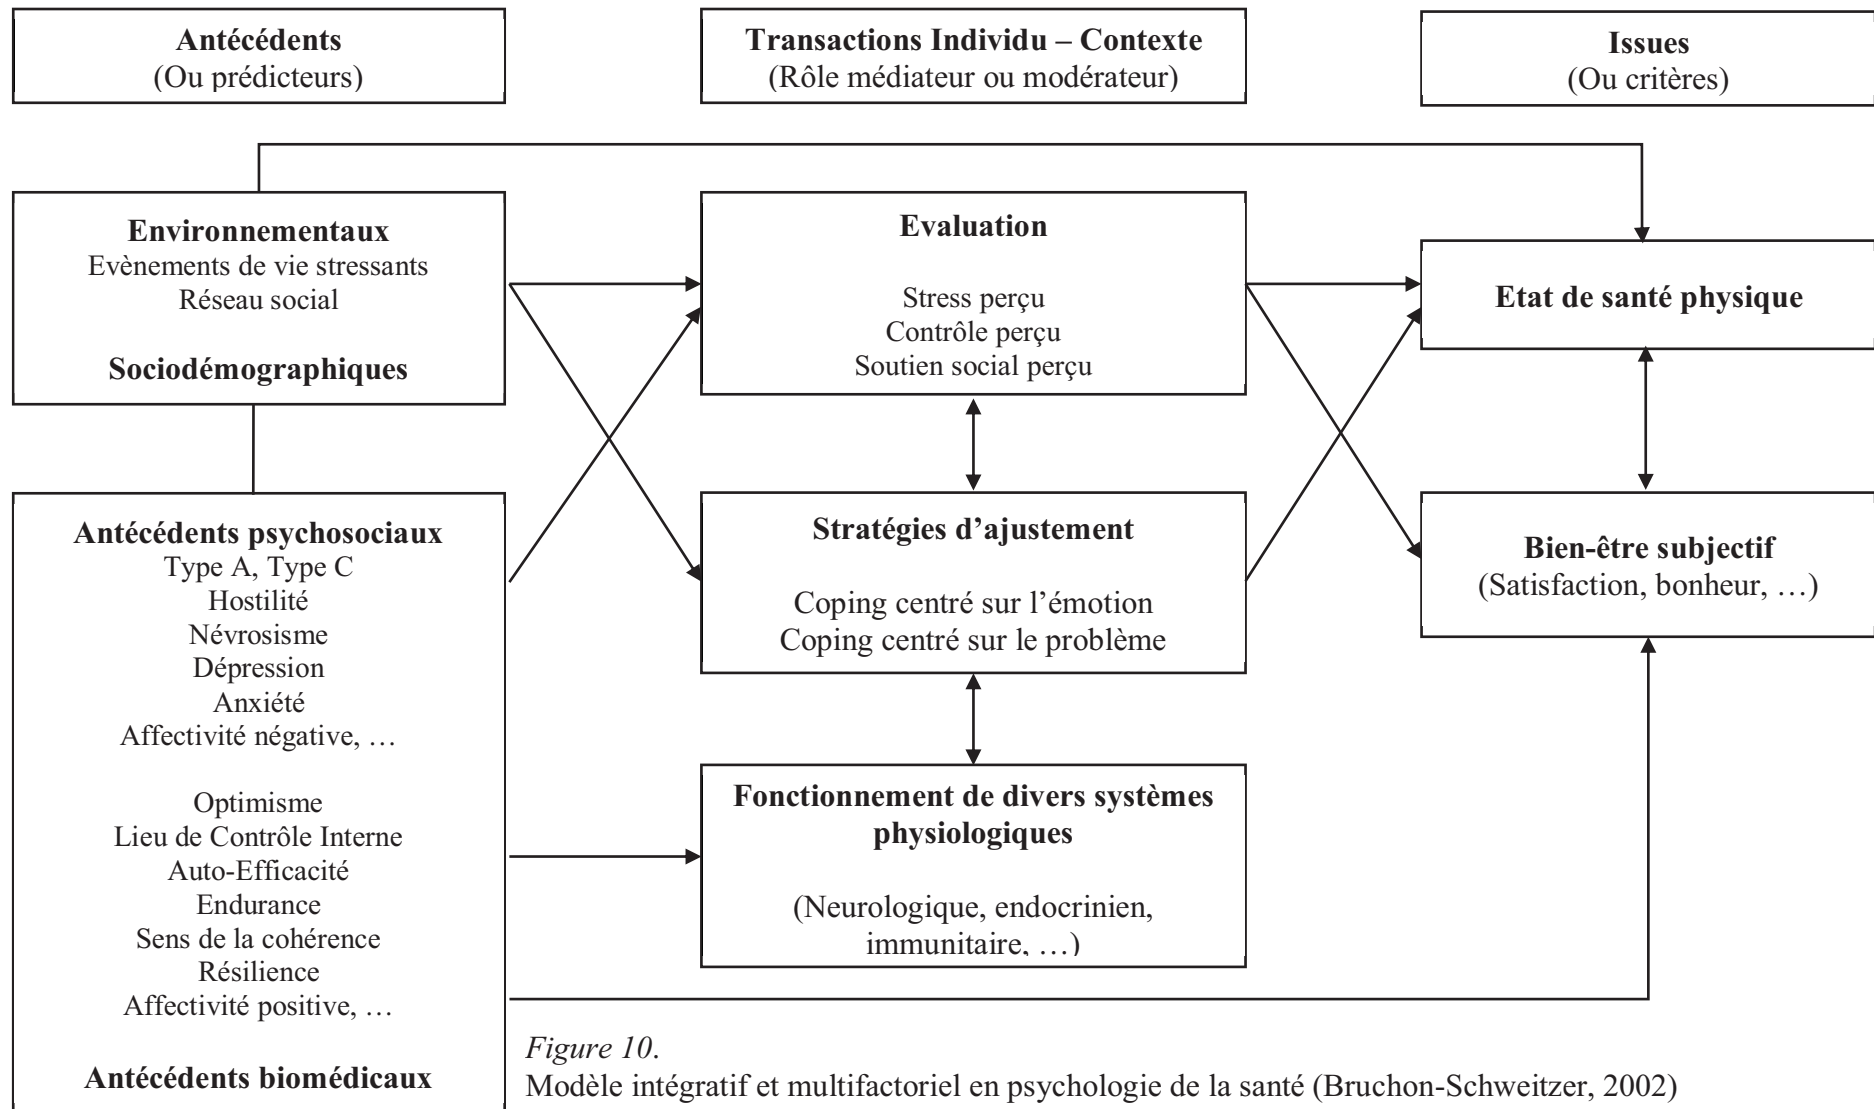 Antécédents
(Ou prédicteurs)
Transactions Individu – Contexte
(Rôle médiateur ou modérateur)
Issues
(Ou critères)
Environnementaux
Evènements de vie stressants
Réseau social
Sociodémographiques
Evaluation
Stress perçu
Contrôle perçu
Soutien social perçu
Etat de santé physique
Antécédents psychosociaux
Type A, Type C
Hostilité
Névrosisme
Dépression
Anxiété
Affectivité négative, …
Optimisme
Lieu de Contrôle Interne
Auto-Efficacité
Endurance
Sens de la cohérence
Résilience
Affectivité positive, …
Antécédents biomédicaux
Stratégies d’ajustement
Coping centré sur l’émotion
Coping centré sur le problème
Bien-être subjectif
(Satisfaction, bonheur, …)
Fonctionnement de divers systèmes
physiologiques
(Neurologique, endocrinien,
immunitaire, …)
Figure 10.
Modèle intégratif et multifactoriel en psychologie de la santé (Bruchon-Schweitzer, 2002)